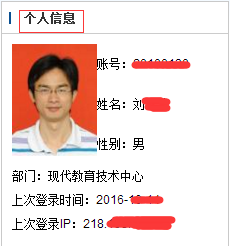 个人信息
账号：
姓名：刘
性别：男
部门：现代教育技术中心
上次登录时间：2016-
上次登录IP：218.